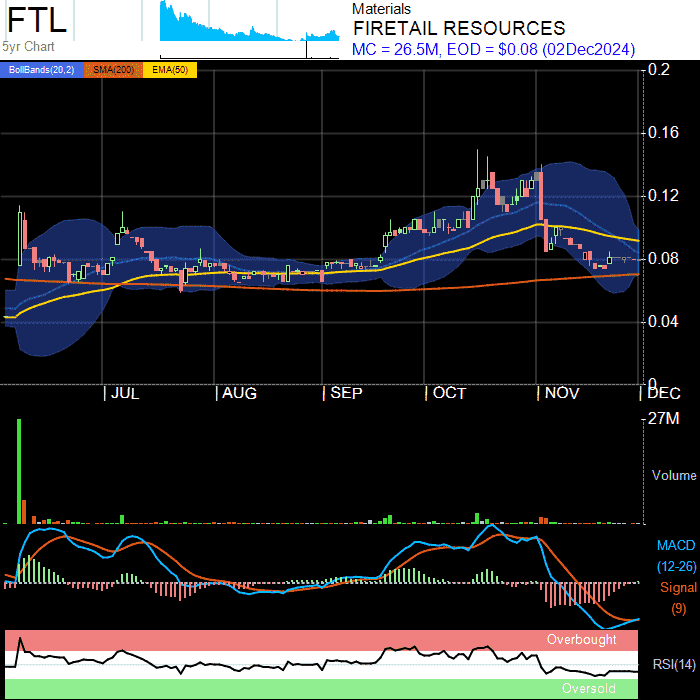 FTL
5yr Chart
Materials
FIRETAIL RESOURCES
MC = 26.5M, EOD = $0.08 (02Dec2024)
BollBands(20,2) SMA(200) EMA(50)
0.2
0.16
0.12
0.08
0.04
0
JUL AUG SEP OCT NOV DEC
27M
Volume
MACD
(12-26)
Signal
(9)
Overbought
RSI(14)
Oversold